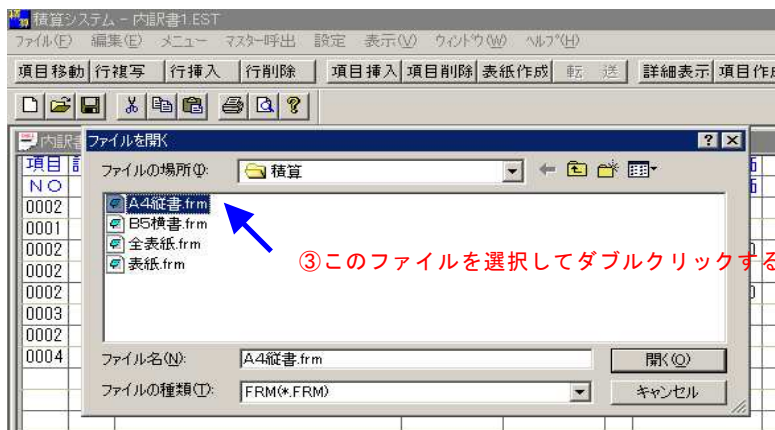 積算システム - 内訳書1.EST
ファイル(F) 編集(E) メニュー マスター呼出 設定 表示(V) ウィンドウ(W) ヘルプ(H)
項目移動 行複写 行挿入 行削除 項目挿入 項目削除 表紙作成 転 送 詳細表示 項目作
内訳
ファイルを開く
項目
NO
0002
0001
0002
0002
0002
0003
0002
0004
ファイルの場所(I): 積算
A4縦書.frm
B5横書.frm
全表紙.frm
表紙.frm
③このファイルを選択してダブルクリックする
ファイル名(N): A4縦書.frm 開く(O)
ファイルの種類(T): FRM(*.FRM) キャンセル